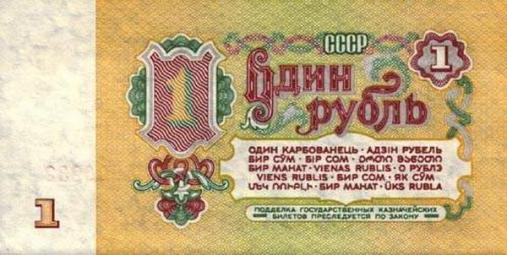 СССР
1
1
Один
рубль
ОДИН КАРБОВАНЕЦЬ · АДЗІН РУБЕЛЬ
БИР СЎМ · БІР СОМ · ერთი მანეთი
БИР МАНАТ · VIENAS RUBLIS · О РУБЛЭ
VIENS RUBLIS · БИР СОМ · ЯК СЎМ
ՄԵԿ ՌՈՒԲԼԻ · БИР МАНАТ · ÜKS RUBLA
1
ПОДДЕЛКА ГОСУДАРСТВЕННЫХ КАЗНАЧЕЙСКИХ
БИЛЕТОВ ПРЕСЛЕДУЕТСЯ ПО ЗАКОНУ